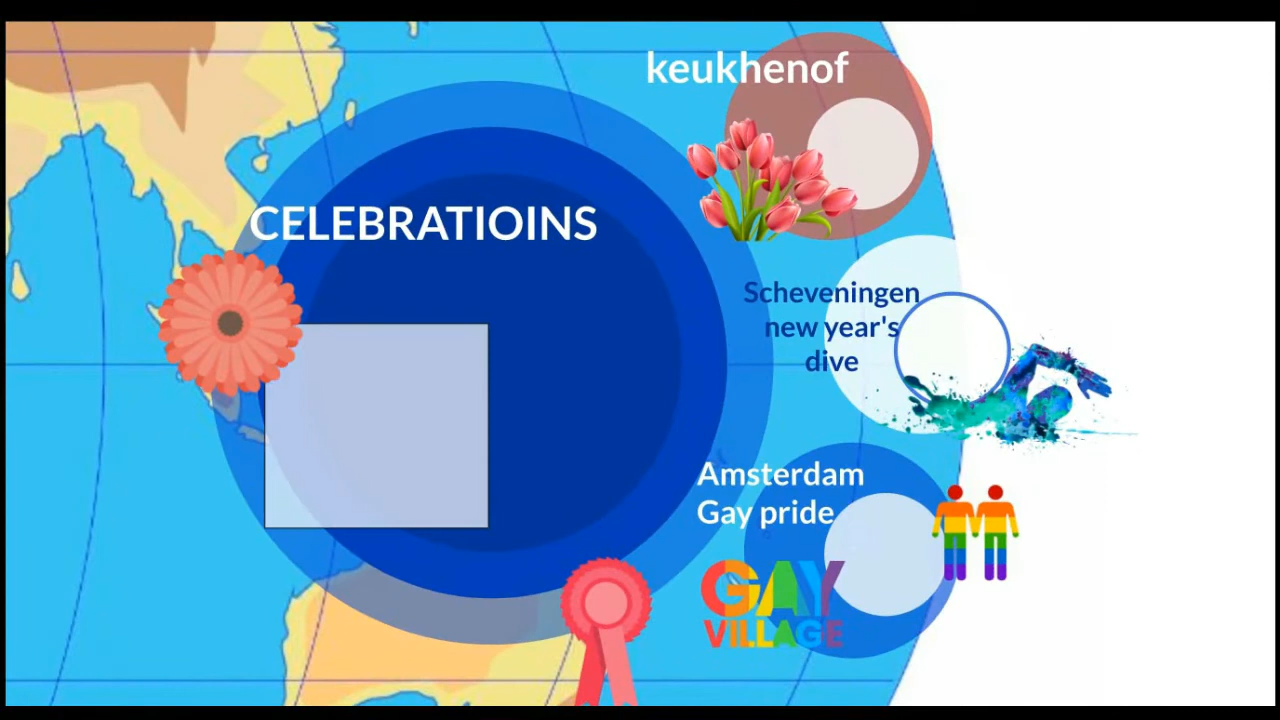 keukhenof
CELEBRATIOINS
Scheveningen
new year's
dive
Amsterdam
Gay pride
GAY
VILLAGE